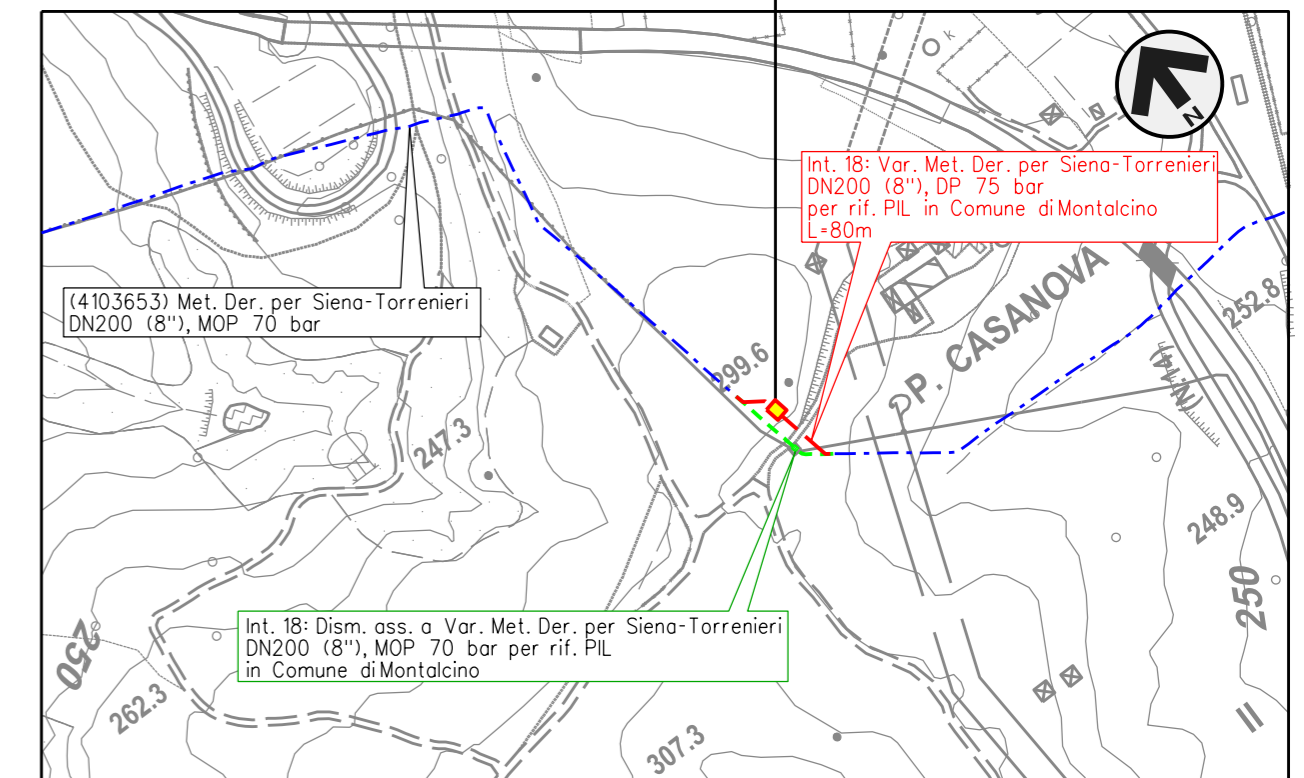 k
N
Int. 18: Var. Met. Der. per Siena-Torrenieri
DN200 (8"), DP 75 bar
per rif. PIL in Comune di Montalcino
L=80m
(4103653) Met. Der. per Siena-Torrenieri
DN200 (8"), MOP 70 bar
P. CASANOVA
252.8
299.6
(N.14)
247.3
248.9
250
Int. 18: Dism. ass. a Var. Met. Der. per Siena-Torrenieri
DN200 (8"), MOP 70 bar per rif. PIL
in Comune di Montalcino
250
262.3
307.3
II